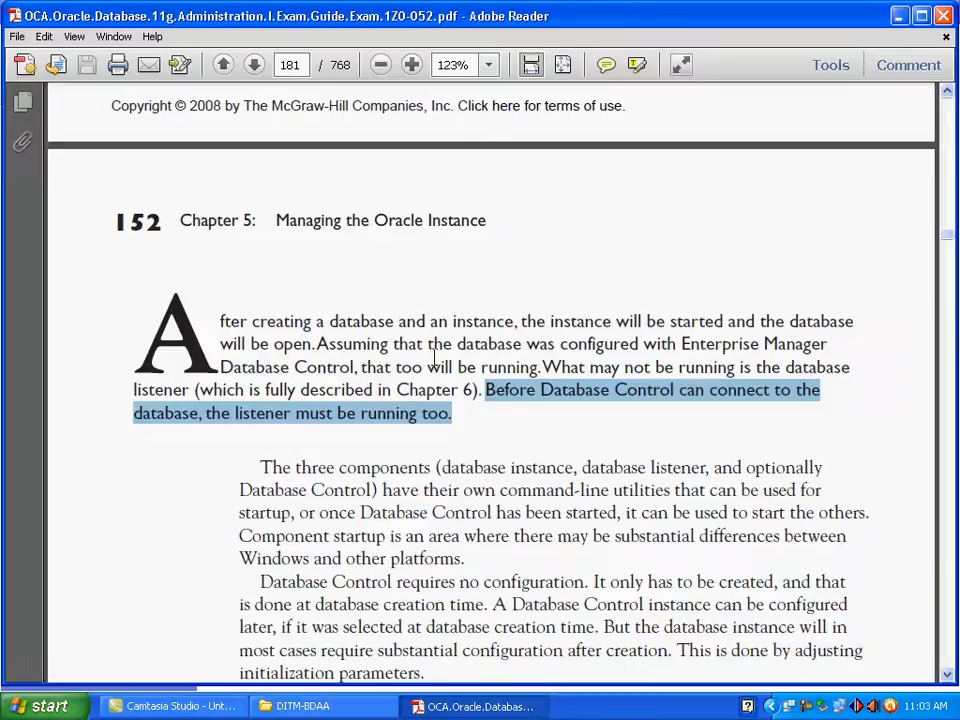 OCA.Oracle.Database.11g.Administration.I.Exam.Guide.Exam.1Z0-052.pdf - Adobe Reader
File Edit View Window Help
181 / 768 123% Tools Comment
Copyright © 2008 by The McGraw-Hill Companies, Inc. Click here for terms of use.
152 Chapter 5: Managing the Oracle Instance
After creating a database and an instance, the instance will be started and the database
will be open. Assuming that the database was configured with Enterprise Manager
Database Control, that too will be running. What may not be running is the database
listener (which is fully described in Chapter 6). Before Database Control can connect to the
database, the listener must be running too.
The three components (database instance, database listener, and optionally
Database Control) have their own command-line utilities that can be used for
startup, or once Database Control has been started, it can be used to start the others.
Component startup is an area where there may be substantial differences between
Windows and other platforms.
Database Control requires no configuration. It only has to be created, and that
is done at database creation time. A Database Control instance can be configured
later, if it was selected at database creation time. But the database instance will in
most cases require substantial configuration after creation. This is done by adjusting
initialization parameters.
start Camtasia Studio - Unt... DITM-BDAA OCA.Oracle.Databas... 11:03 AM